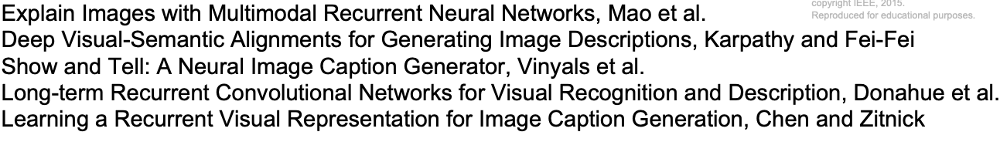 copyright IEEE, 2015.
Reproduced for educational purposes.
Explain Images with Multimodal Recurrent Neural Networks, Mao et al.
Deep Visual-Semantic Alignments for Generating Image Descriptions, Karpathy and Fei-Fei
Show and Tell: A Neural Image Caption Generator, Vinyals et al.
Long-term Recurrent Convolutional Networks for Visual Recognition and Description, Donahue et al.
Learning a Recurrent Visual Representation for Image Caption Generation, Chen and Zitnick